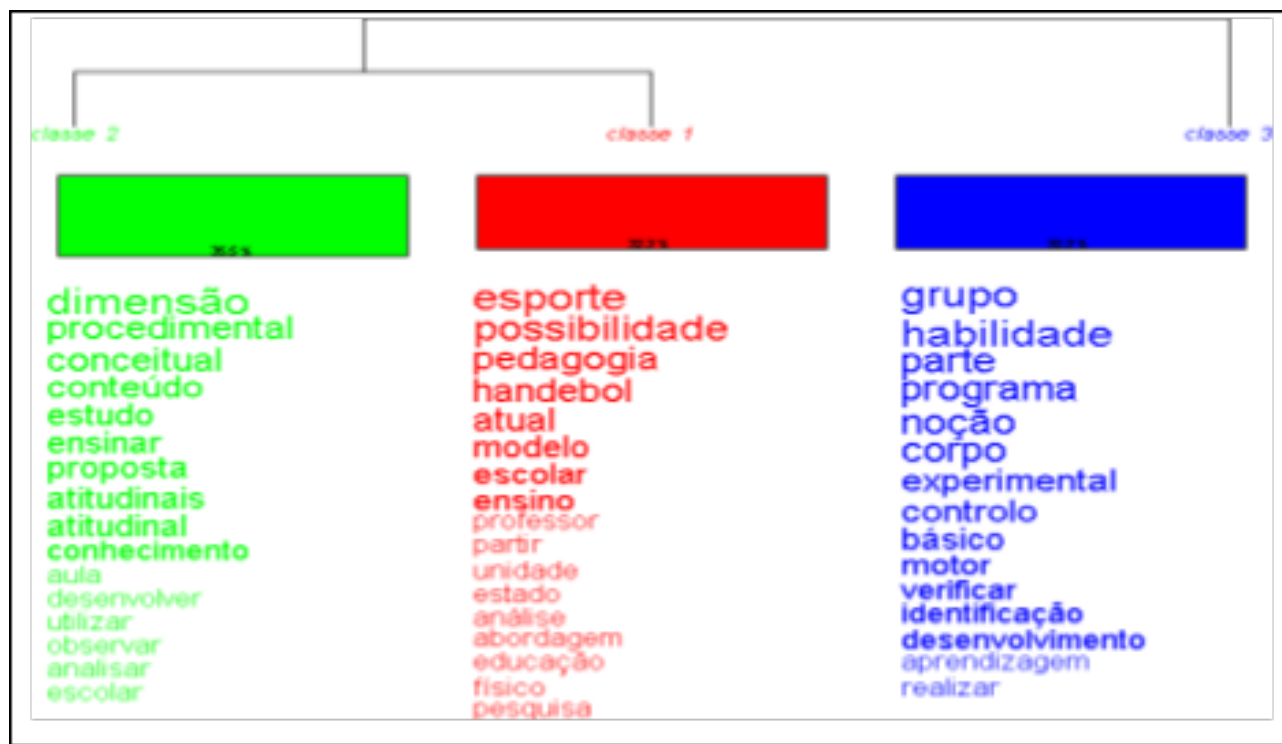 classe 2
classe 1
classe 3
dimensão
procedimental
conceitual
conteúdo
estudo
ensinar
proposta
atitudinais
atitudinal
conhecimento
aula
desenvolver
utilizar
observar
analisar
escolar
esporte
possibilidade
pedagogia
handebol
atual
modelo
escolar
ensino
professor
partir
unidade
estado
análise
abordagem
educação
físico
pesquisa
grupo
habilidade
parte
programa
noção
corpo
experimental
controlo
básico
motor
verificar
identificação
desenvolvimento
aprendizagem
realizar